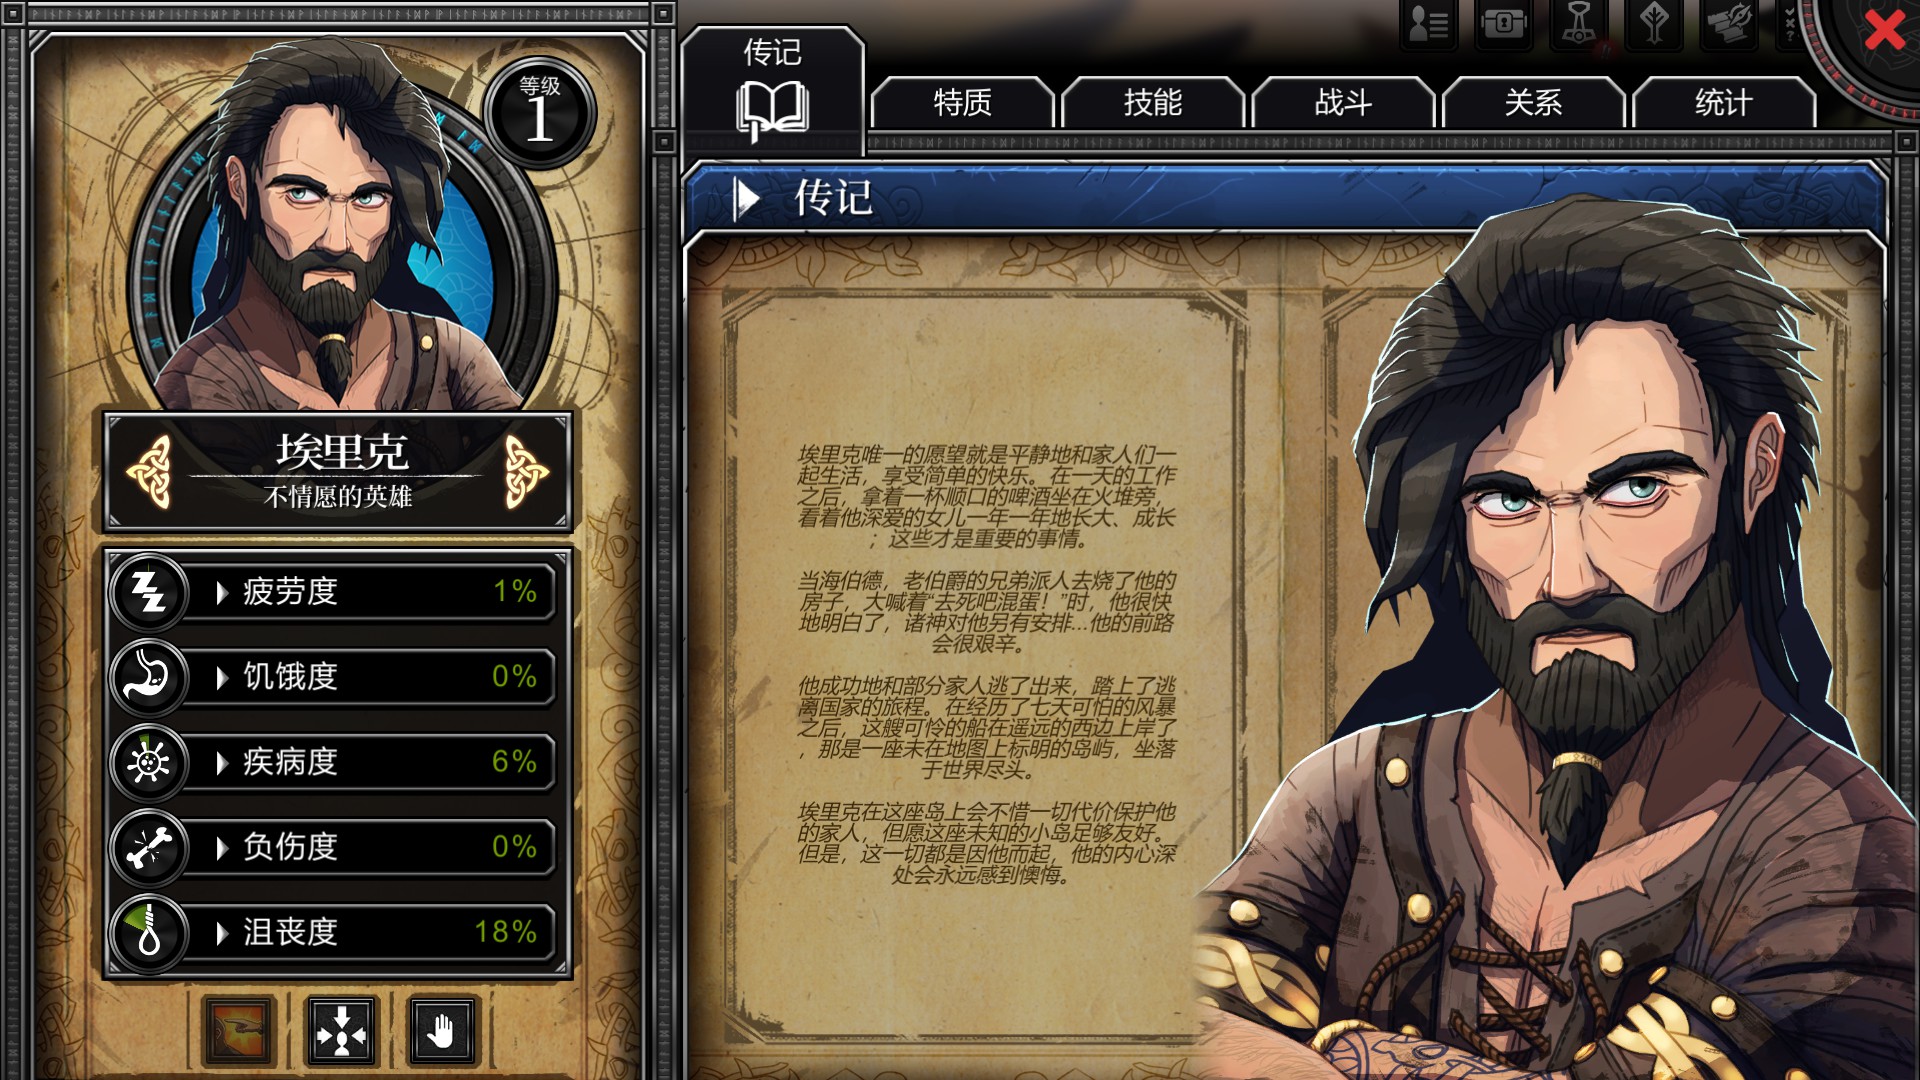 等级
1
埃里克
不情愿的英雄
疲劳度 1%
饥饿度 0%
疾病度 6%
负伤度 0%
沮丧度 18%
传记
特质
技能
战斗
关系
统计
传记
埃里克唯一的愿望就是平静地和家人们一
起生活，享受简单的快乐。在一天的工作
之后，拿着一杯顺口的啤酒坐在火堆旁，
看着他深爱的女儿一年一年地长大、成长
；这些才是重要的事情。
当海伯德，老伯爵的兄弟派人去烧了他的
房子，大喊着“去死吧混蛋！”时，他很快
地明白了，诸神对他另有安排...他的前路
会很艰辛。
他成功地和部分家人逃了出来，踏上了逃
离国家的旅程。在经历了七天可怕的风暴
之后，这艘可怜的船在遥远的西边上岸了
，那是一座未在地图上标明的岛屿，坐落
于世界尽头。
埃里克在这座岛上会不惜一切代价保护他
的家人，但愿这座未知的小岛足够友好。
但是，这一切都是因他而起，他的内心深
处会永远感到懊悔。